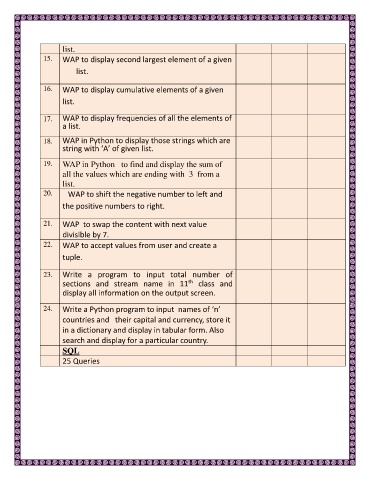 list.
15. WAP to display second largest element of a given
list.
16. WAP to display cumulative elements of a given
list.
17. WAP to display frequencies of all the elements of
a list.
18. WAP in Python to display those strings which are
string with ‘A’ of given list.
19. WAP in Python to find and display the sum of
all the values which are ending with 3 from a
list.
20. WAP to shift the negative number to left and
the positive numbers to right.
21. WAP to swap the content with next value
divisible by 7.
22. WAP to accept values from user and create a
tuple.
23. Write a program to input total number of
sections and stream name in 11th class and
display all information on the output screen.
24. Write a Python program to input names of ‘n’
countries and their capital and currency, store it
in a dictionary and display in tabular form. Also
search and display for a particular country.
SQL
25 Queries